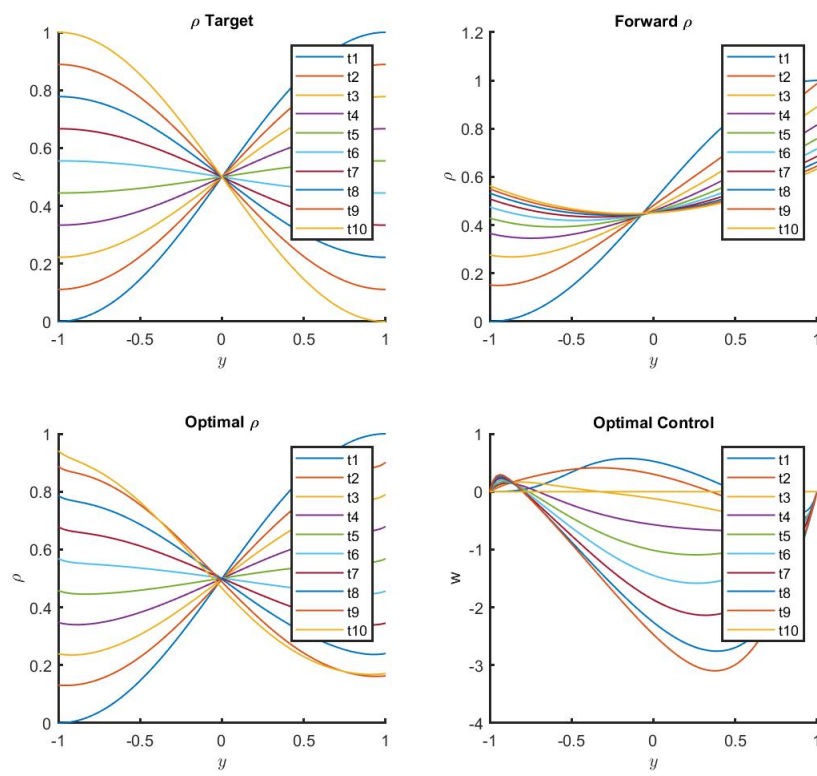 ρ Target
1
0.8
0.6
0.4
0.2
0
ρ
-1 -0.5 0 0.5 1
y
t1
t2
t3
t4
t5
t6
t7
t8
t9
t10
Forward ρ
1.2
1
0.8
0.6
0.4
0.2
0
ρ
-1 -0.5 0 0.5 1
y
t1
t2
t3
t4
t5
t6
t7
t8
t9
t10
Optimal ρ
1
0.8
0.6
0.4
0.2
0
ρ
-1 -0.5 0 0.5 1
y
t1
t2
t3
t4
t5
t6
t7
t8
t9
t10
Optimal Control
1
0
-1
-2
-3
-4
w
-1 -0.5 0 0.5 1
y
t1
t2
t3
t4
t5
t6
t7
t8
t9
t10